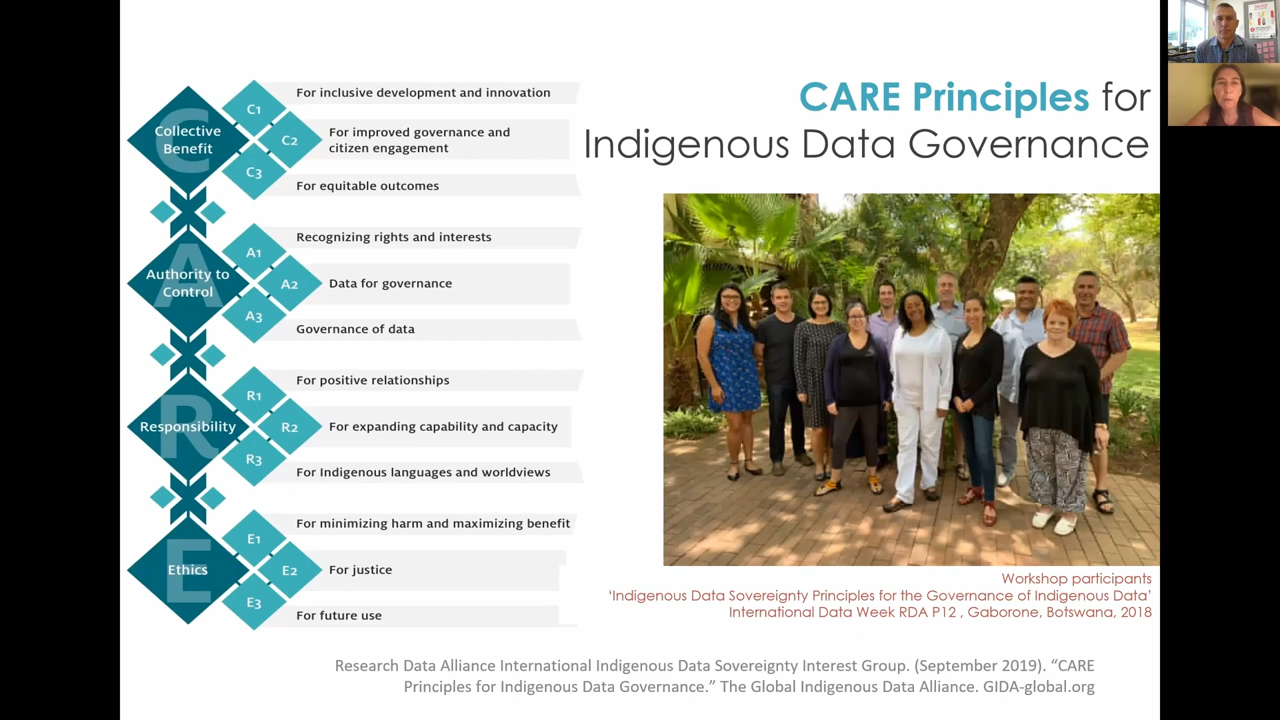 CARE Principles for
Indigenous Data Governance
C
Collective
Benefit
C1
For inclusive development and innovation
C2
For improved governance and
citizen engagement
C3
For equitable outcomes
A
Authority to
Control
A1
Recognizing rights and interests
A2
Data for governance
A3
Governance of data
R
Responsibility
R1
For positive relationships
R2
For expanding capability and capacity
R3
For Indigenous languages and worldviews
E
Ethics
E1
For minimizing harm and maximizing benefit
E2
For justice
E3
For future use
Workshop participants
‘Indigenous Data Sovereignty Principles for the Governance of Indigenous Data’
International Data Week RDA P12 , Gaborone, Botswana, 2018
Research Data Alliance International Indigenous Data Sovereignty Interest Group. (September 2019). “CARE
Principles for Indigenous Data Governance.” The Global Indigenous Data Alliance. GIDA-global.org